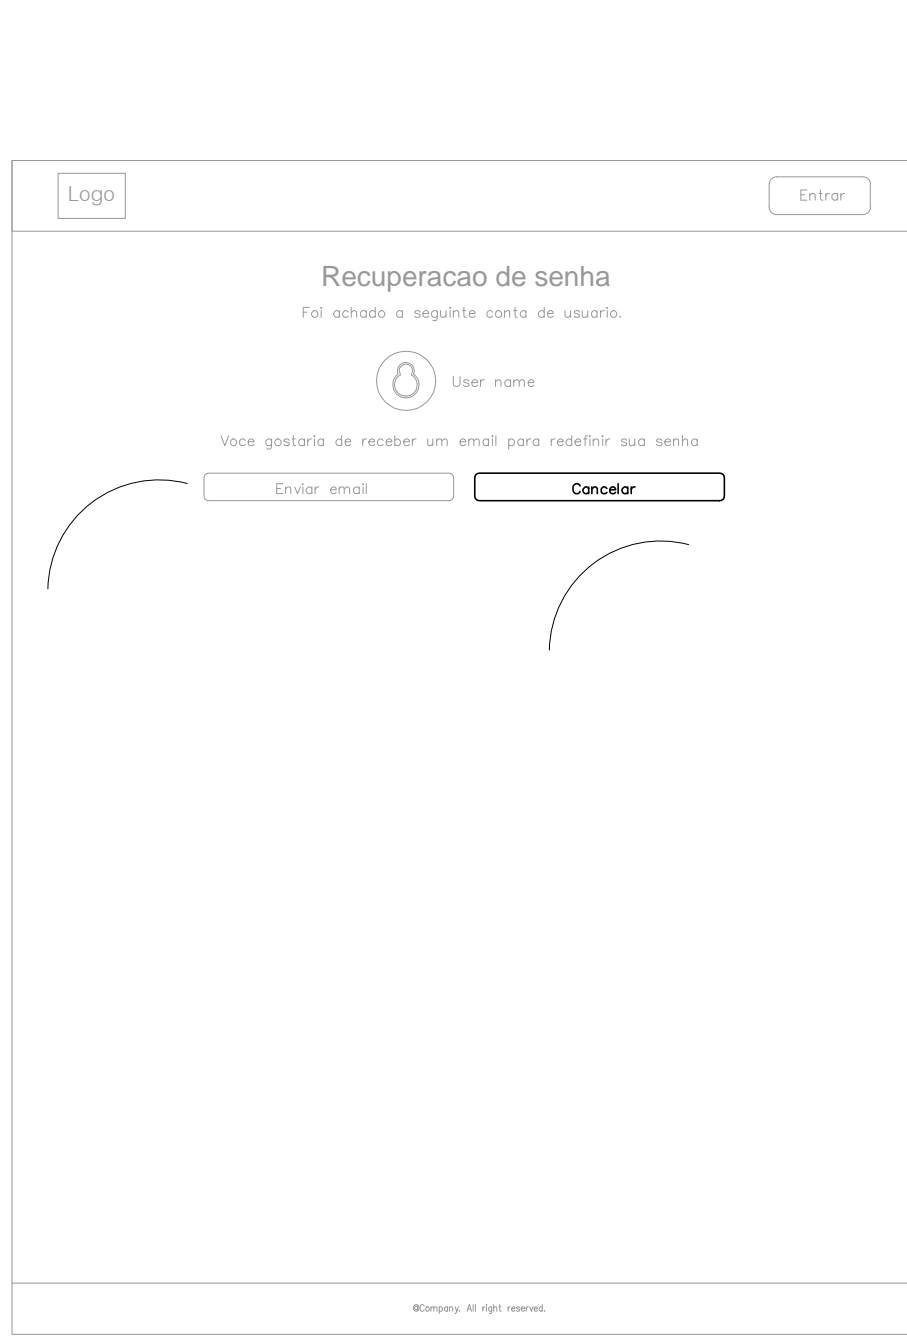 Logo
Entrar
Recuperacao de senha
Foi achado a seguinte conta de usuario.
User name
Voce gostaria de receber um email para redefinir sua senha
Enviar email
Cancelar
@Company. All right reserved.